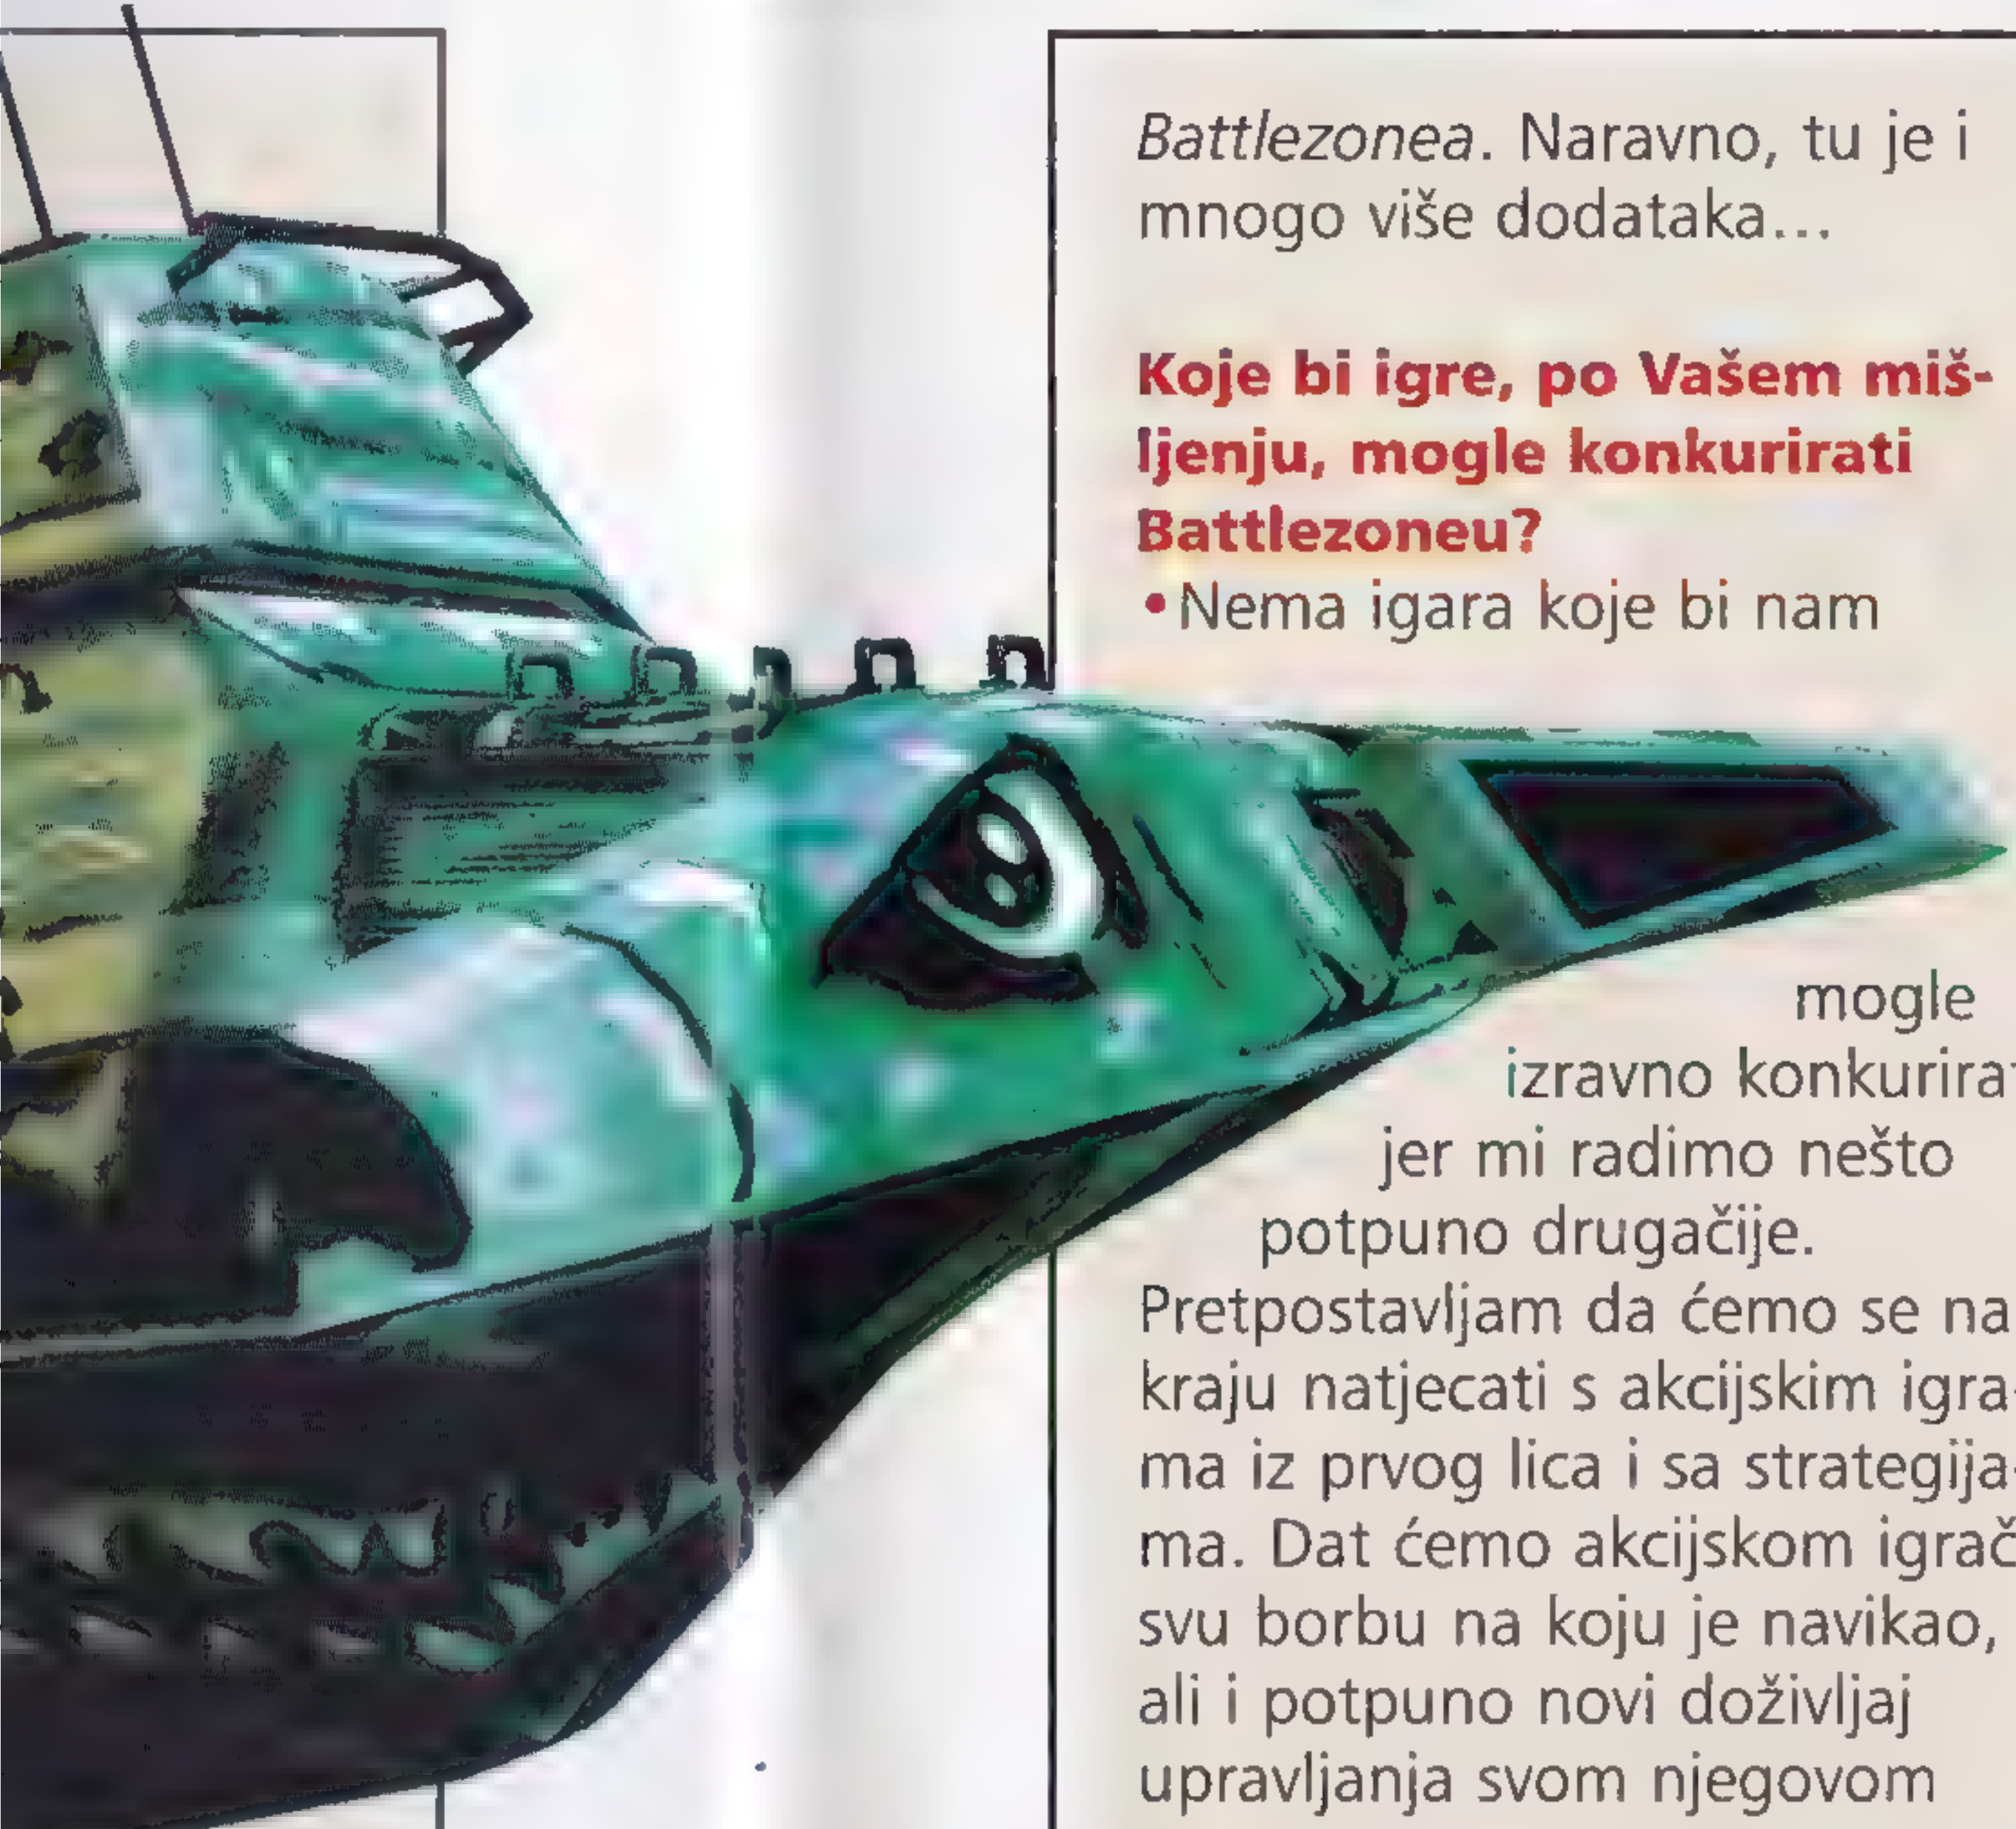 Battlezonea. Naravno, tu je i
mnogo više dodataka...
Koje bi igre, po Vašem miš-
ljenju, mogle konkurirati
Battlezoneu?
•Nema igara koje bi nam
mogle
izravno konkurirat
jer mi radimo nešto
potpuno drugačije.
Pretpostavljam da ćemo se na
kraju natjecati s akcijskim igra-
ma iz prvog lica i sa strategija-
ma. Dat ćemo akcijskom igrač
svu borbu na koju je navikao,
ali i potpuno novi doživljaj
upravljanja svom njegovom